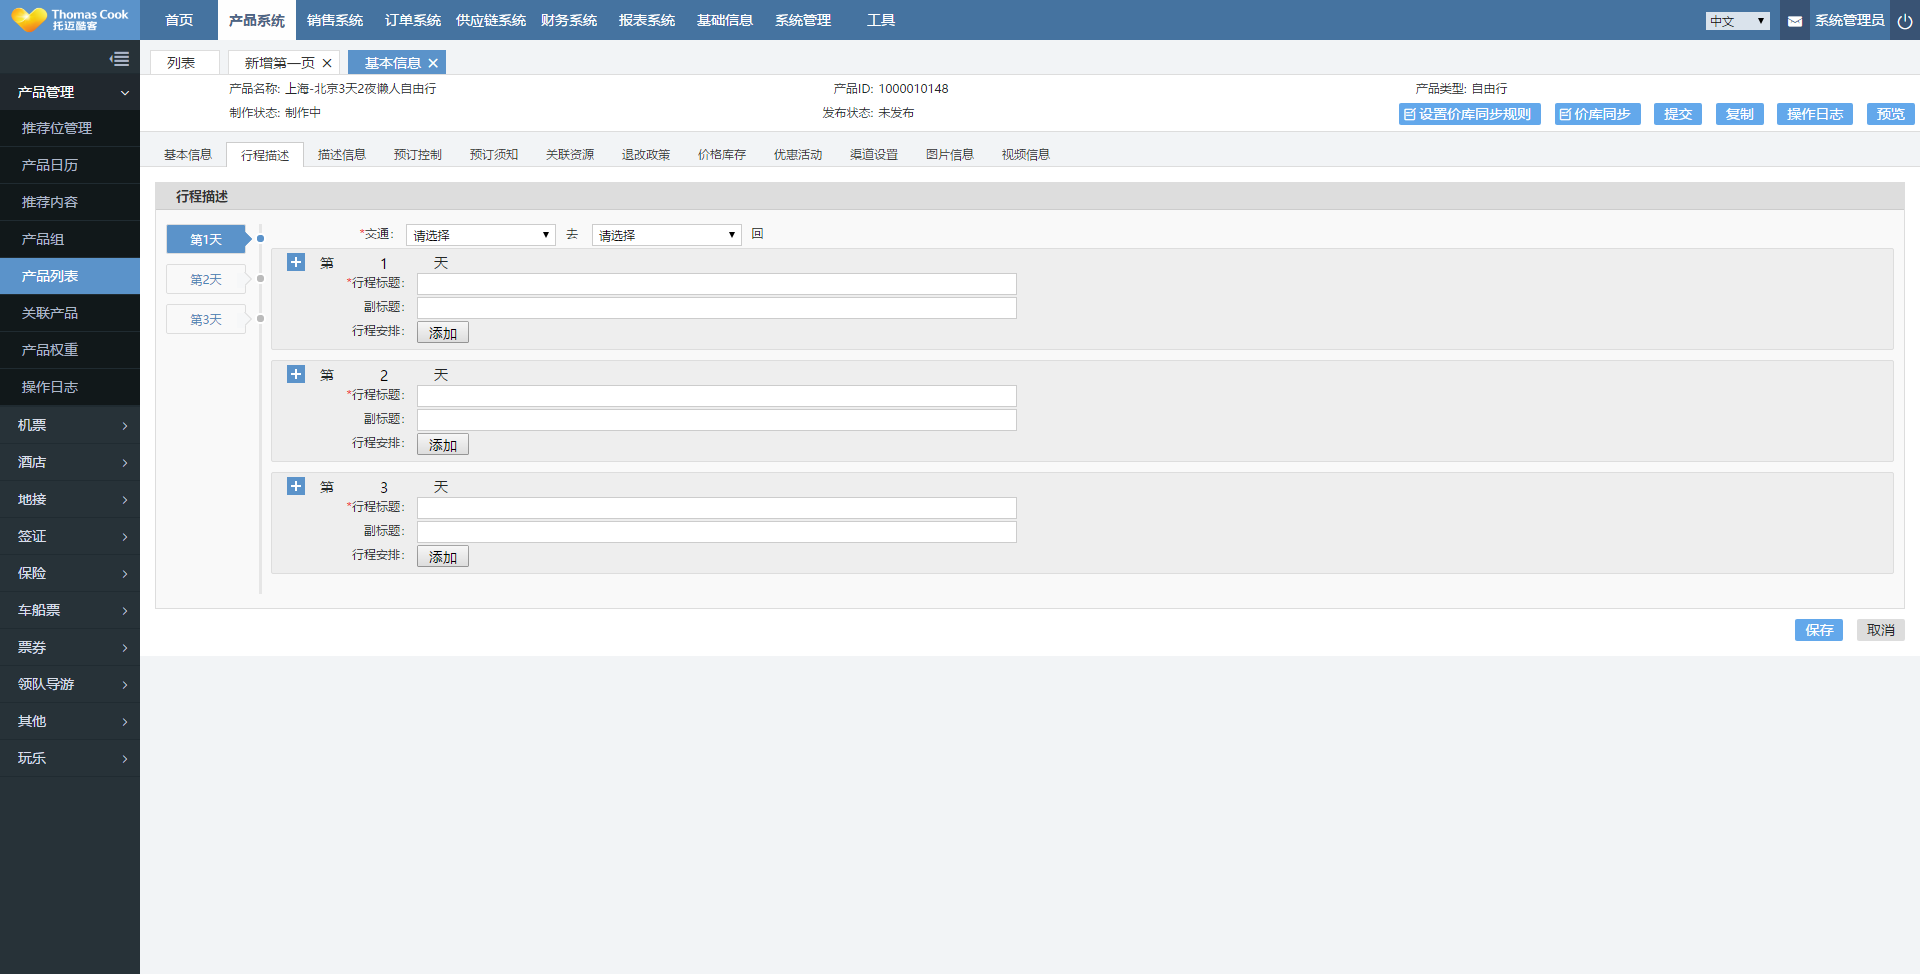 Thomas Cook
托迈酷客
首页 产品系统 销售系统 订单系统 供应链系统 财务系统 报表系统 基础信息 系统管理 工具 中文 系统管理员
列表 新增第一页 基本信息
产品管理
推荐位管理
产品日历
推荐内容
产品组
产品列表
关联产品
产品权重
操作日志
机票
酒店
地接
签证
保险
车船票
票券
领队导游
其他
玩乐
产品名称: 上海-北京3天2夜懒人自由行 产品ID: 1000010148 产品类型: 自由行
制作状态: 制作中 发布状态: 未发布 设置价库同步规则 价库同步 提交 复制 操作日志 预览
基本信息 行程描述 描述信息 预订控制 预订须知 关联资源 退改政策 价格库存 优惠活动 渠道设置 图片信息 视频信息
行程描述
第1天
第2天
第3天
*交通: 请选择 去 请选择 回
第 1 天
*行程标题:
副标题:
行程安排: 添加
第 2 天
*行程标题:
副标题:
行程安排: 添加
第 3 天
*行程标题:
副标题:
行程安排: 添加
保存 取消